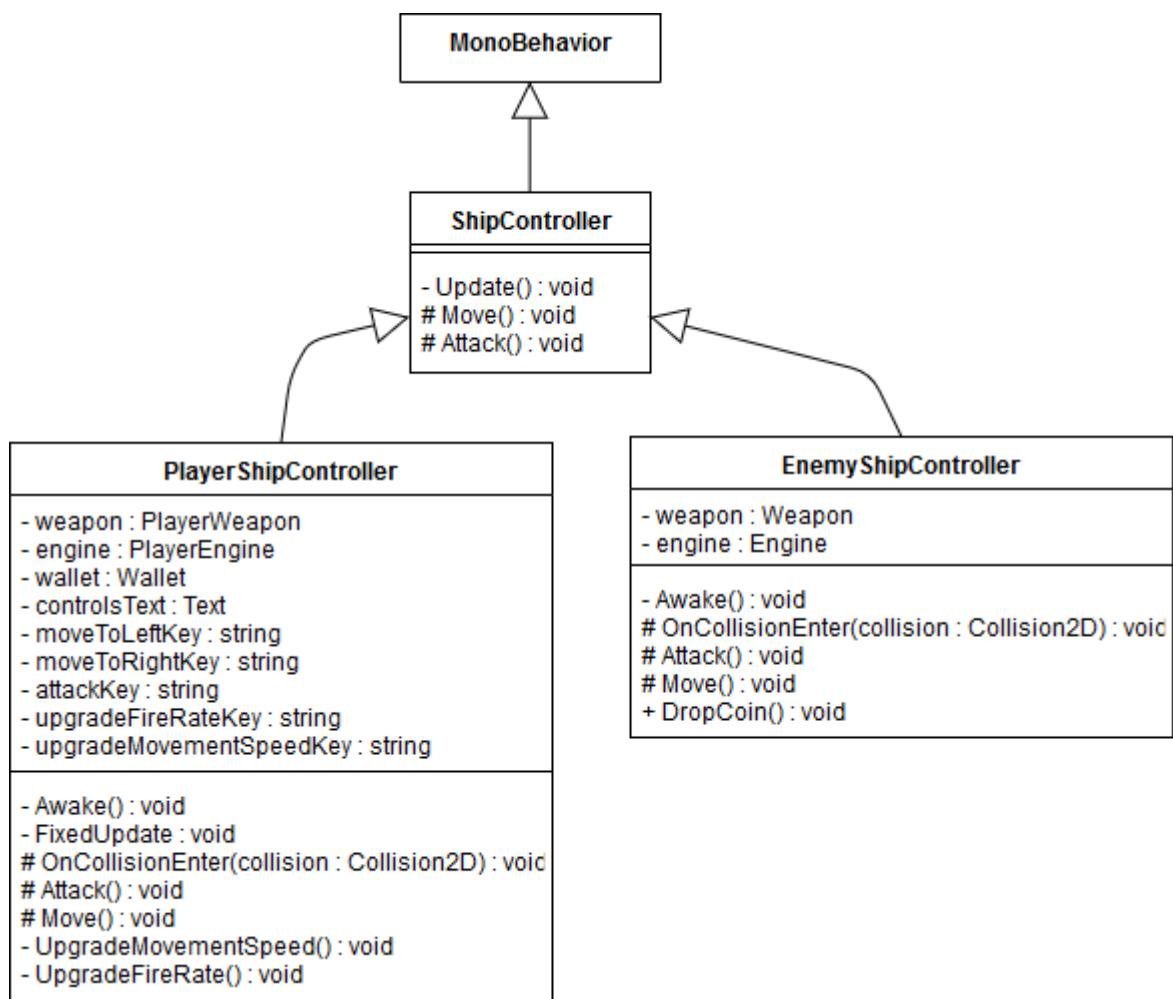 MonoBehavior
ShipController
- Update() : void
# Move() : void
# Attack() : void
PlayerShipController
- weapon : PlayerWeapon
- engine : PlayerEngine
- wallet : Wallet
- controlsText : Text
- moveToLeftKey : string
- moveToRightKey : string
- attackKey : string
- upgradeFireRateKey : string
- upgradeMovementSpeedKey : string
- Awake() : void
- FixedUpdate : void
# OnCollisionEnter(collision : Collision2D) : void
# Attack() : void
# Move() : void
- UpgradeMovementSpeed() : void
- UpgradeFireRate() : void
EnemyShipController
- weapon : Weapon
- engine : Engine
- Awake() : void
# OnCollisionEnter(collision : Collision2D) : void
# Attack() : void
# Move() : void
+ DropCoin() : void